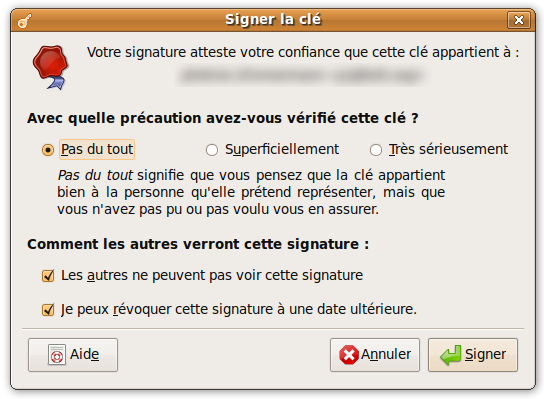 Signer la clé
Votre signature atteste votre confiance que cette clé appartient à :
Avec quelle précaution avez-vous vérifié cette clé ?
Pas du tout Superficiellement Très sérieusement
Pas du tout signifie que vous pensez que la clé appartient
bien à la personne qu'elle prétend représenter, mais que
vous n'avez pas pu ou pas voulu vous en assurer.
Comment les autres verront cette signature :
Les autres ne peuvent pas voir cette signature
Je peux révoquer cette signature à une date ultérieure.
Aide Annuler Signer